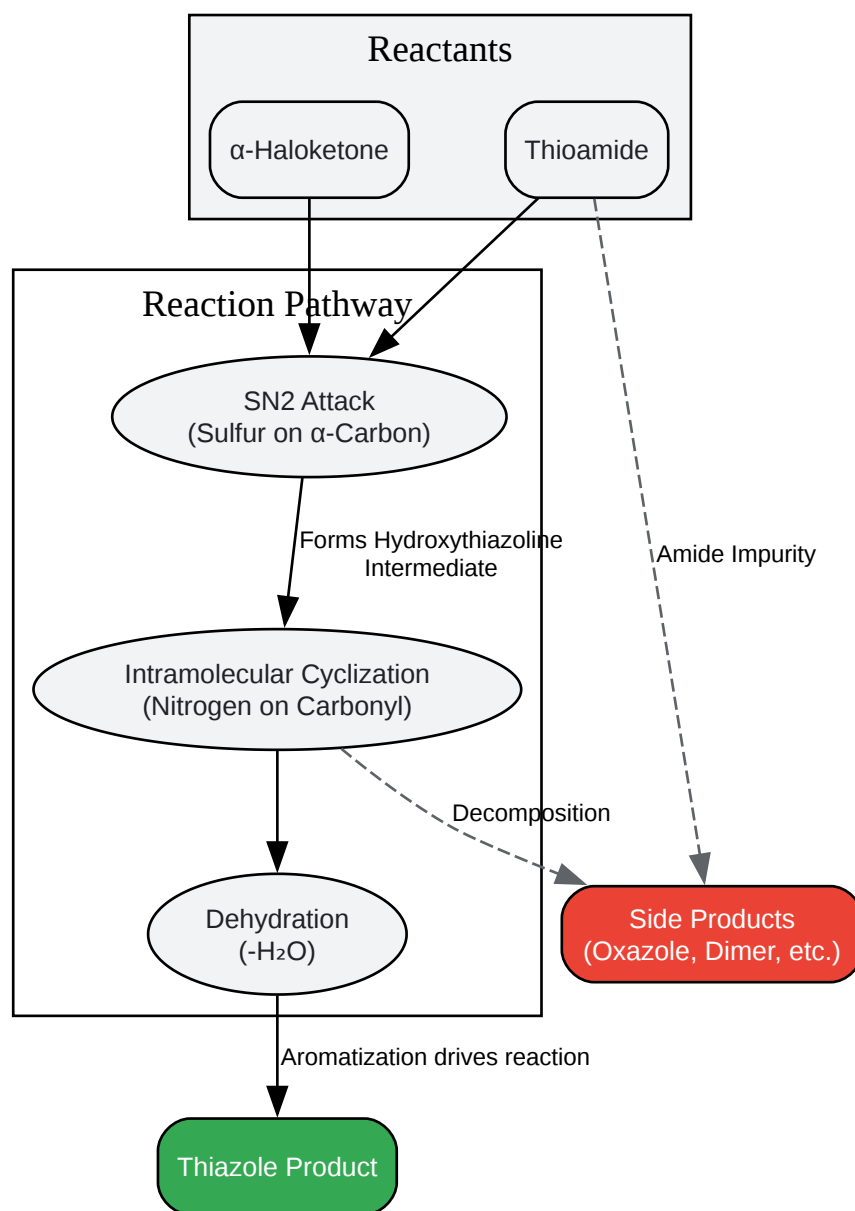 Reactants
α-Haloketone
Thioamide
Reaction Pathway
SN2 Attack
(Sulfur on α-Carbon)
Forms Hydroxythiazoline
Intermediate
Amide Impurity
Intramolecular Cyclization
(Nitrogen on Carbonyl)
Decomposition
Dehydration
(-H₂O)
Side Products
(Oxazole, Dimer, etc.)
Aromatization drives reaction
Thiazole Product